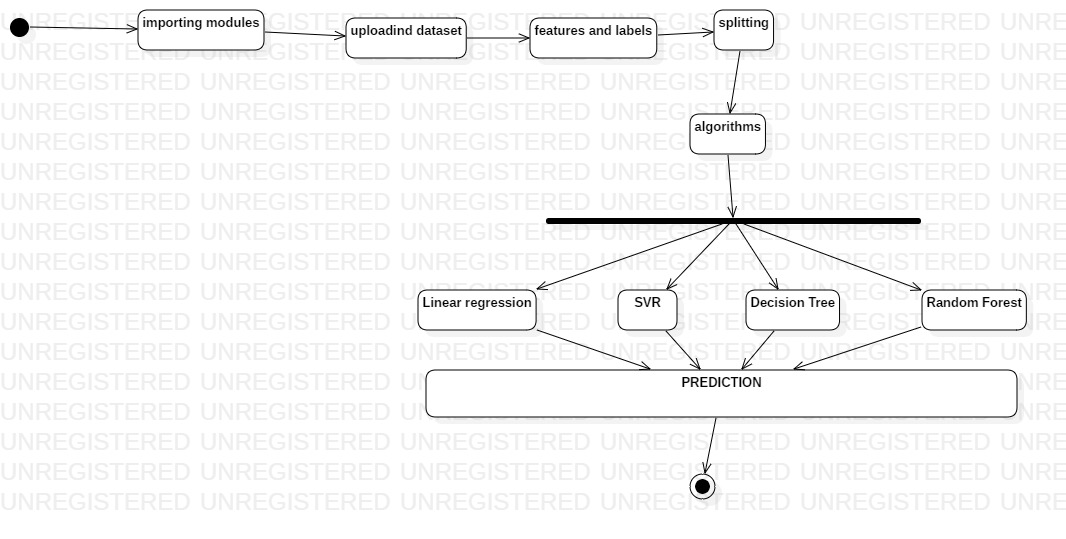 importing modules
uploadind dataset
features and labels
splitting
algorithms
Linear regression
SVR
Decision Tree
Random Forest
PREDICTION
UNREGISTERED UNREGISTERED UNREGISTERED UNREGISTERED UNREGISTERED UNRE